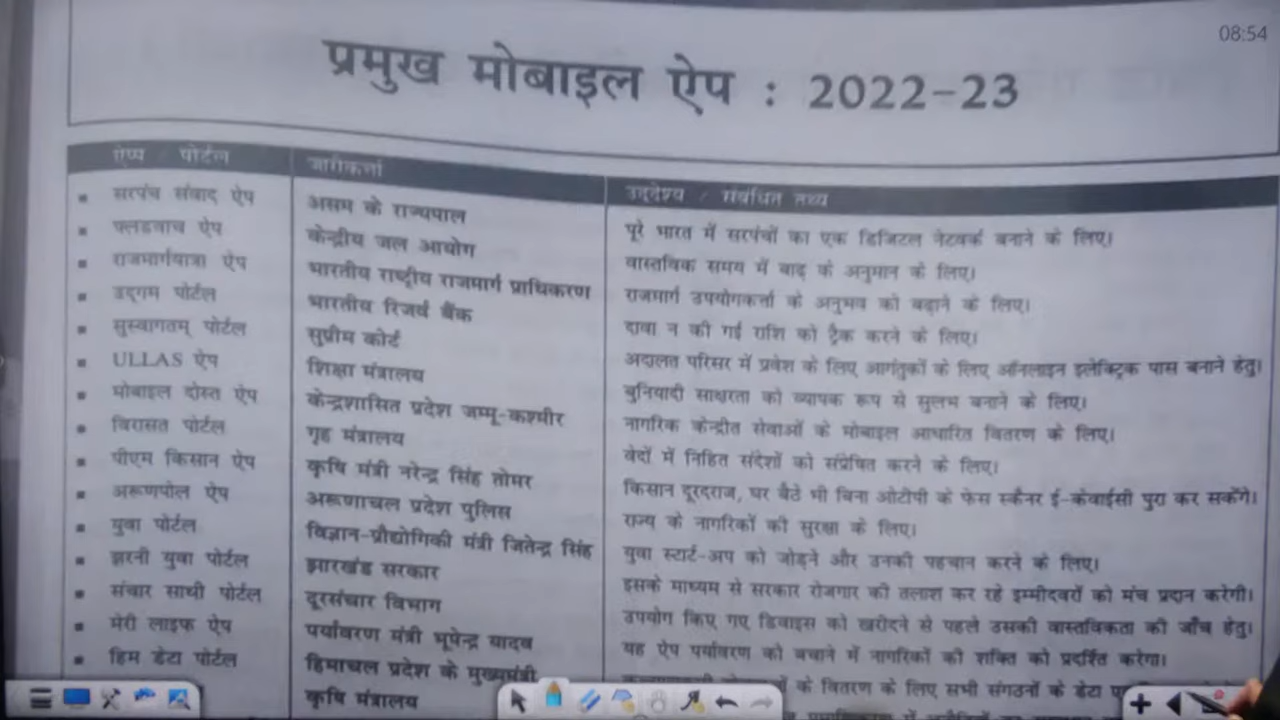 08:54
प्रमुख मोबाइल ऐप : 2022-23
ऐप्प / पोर्टल जारीकर्त्ता उद्देश्य / संबंधित तथ्य
सरपंच संवाद ऐप असम के राज्यपाल पूरे भारत में सरपंचों का एक डिजिटल नेटवर्क बनाने के लिए।
फ्लडवाच ऐप केन्द्रीय जल आयोग वास्तविक समय में बाढ़ के अनुमान के लिए।
राजमार्गयात्रा ऐप भारतीय राष्ट्रीय राजमार्ग प्राधिकरण राजमार्ग उपयोगकर्त्ता के अनुभव को बढ़ाने के लिए।
उद्गम पोर्टल भारतीय रिजर्व बैंक दावा न की गई राशि को ट्रैक करने के लिए।
सुस्वागतम् पोर्टल सुप्रीम कोर्ट अदालत परिसर में प्रवेश के लिए आगंतुकों के लिए ऑनलाइन इलेक्ट्रिक पास बनाने हेतु।
ULLAS ऐप शिक्षा मंत्रालय बुनियादी साक्षरता को व्यापक रूप से सुलभ बनाने के लिए।
मोबाइल दोस्त ऐप केन्द्रशासित प्रदेश जम्मू-कश्मीर नागरिक केन्द्रीत सेवाओं के मोबाइल आधारित वितरण के लिए।
विरासत पोर्टल गृह मंत्रालय वेदों में निहित संदेशों को संप्रेषित करने के लिए।
पीएम किसान ऐप कृषि मंत्री नरेन्द्र सिंह तोमर किसान दूरदराज, घर बैठे भी बिना ओटीपी के फेस स्कैनर ई-केवाईसी पुरा कर सकेंगे।
अरूणपोल ऐप अरूणाचल प्रदेश पुलिस राज्य के नागरिकों की सुरक्षा के लिए।
युवा पोर्टल विज्ञान-प्रौद्योगिकी मंत्री जितेन्द्र सिंह युवा स्टार्ट-अप को जोड़ने और उनकी पहचान करने के लिए।
झरनी युवा पोर्टल झारखंड सरकार इसके माध्यम से सरकार रोजगार की तलाश कर रहे इम्मीदवरों को मंच प्रदान करेगी।
संचार साथी पोर्टल दूरसंचार विभाग उपयोग किए गए डिवाइस को खरीदने से पहले उसकी वास्तविकता की जाँच हेतु।
मेरी लाइफ ऐप पर्यावरण मंत्री भूपेन्द्र यादव यह ऐप पर्यावरण को बचाने में नागरिकों की शक्ति को प्रदर्शित करेगा।
हिम डेटा पोर्टल हिमाचल प्रदेश के मुख्यमंत्री के वितरण के लिए सभी संगठनों के डेटा
कृषि मंत्रालय